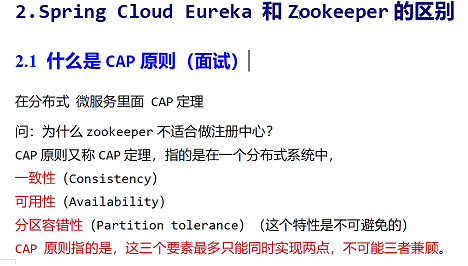 2.Spring Cloud Eureka 和 Zookeeper 的区别
2.1 什么是 CAP 原则（面试）
在分布式 微服务里面 CAP 定理
问：为什么 zookeeper 不适合做注册中心？
CAP 原则又称 CAP 定理，指的是在一个分布式系统中，
一致性（Consistency）
可用性（Availability）
分区容错性（Partition tolerance）（这个特性是不可避免的）
CAP 原则指的是，这三个要素最多只能同时实现两点，不可能三者兼顾。